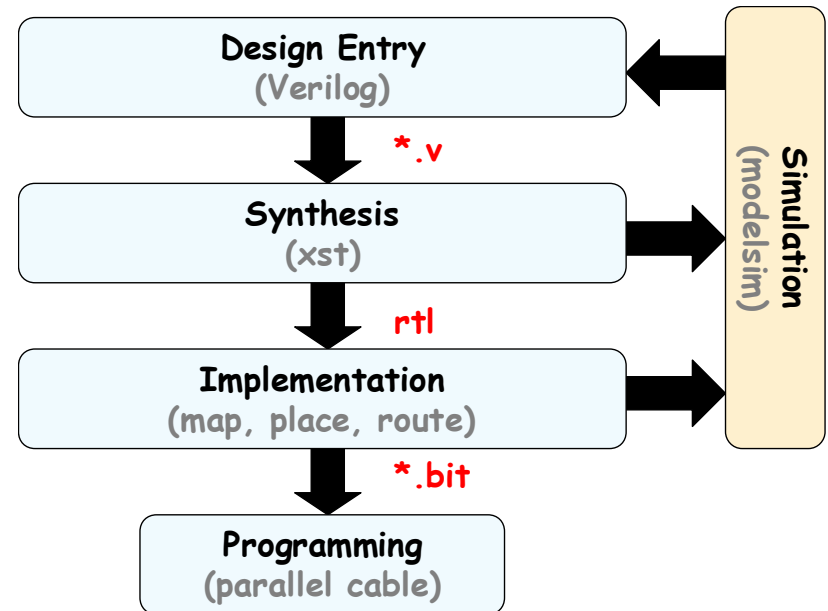 Design Entry
(Verilog)
*.v
Synthesis
(xst)
rtl
Implementation
(map, place, route)
*.bit
Programming
(parallel cable)
Simulation
(modelsim)